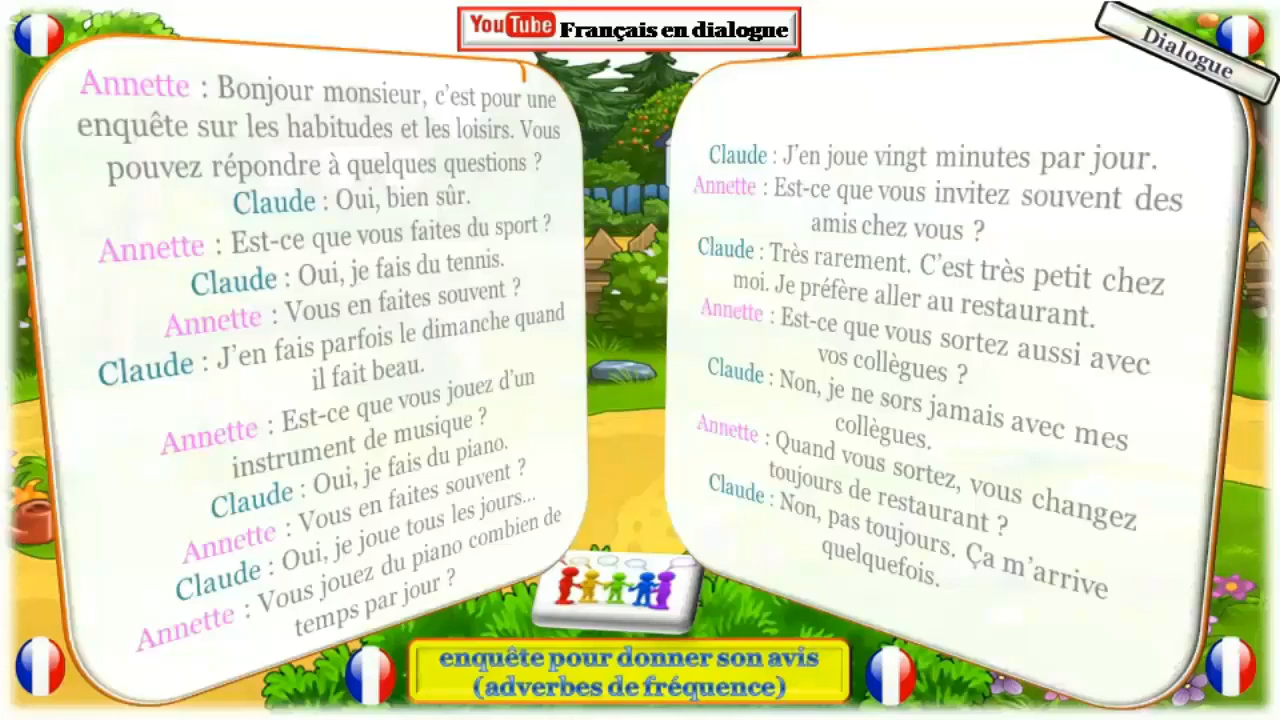 YouTube Français en dialogue
Dialogue
Annette : Bonjour monsieur, c'est pour une
enquête sur les habitudes et les loisirs. Vous
pouvez répondre à quelques questions ?
Claude : Oui, bien sûr.
Annette : Est-ce que vous faites du sport ?
Claude : Oui, je fais du tennis.
Annette : Vous en faites souvent ?
Claude : J'en fais parfois le dimanche quand
il fait beau.
Annette : Est-ce que vous jouez d'un
instrument de musique ?
Claude : Oui, je fais du piano.
Annette : Vous en faites souvent ?
Claude : Oui, je joue tous les jours...
Annette : Vous jouez du piano combien de
temps par jour ?
Claude : J'en joue vingt minutes par jour.
Annette : Est-ce que vous invitez souvent des
amis chez vous ?
Claude : Très rarement. C'est très petit chez
moi. Je préfère aller au restaurant.
Annette : Est-ce que vous sortez aussi avec
vos collègues ?
Claude : Non, je ne sors jamais avec mes
collègues.
Annette : Quand vous sortez, vous changez
toujours de restaurant ?
Claude : Non, pas toujours. Ça m'arrive
quelquefois.
enquête pour donner son avis
(adverbes de fréquence)